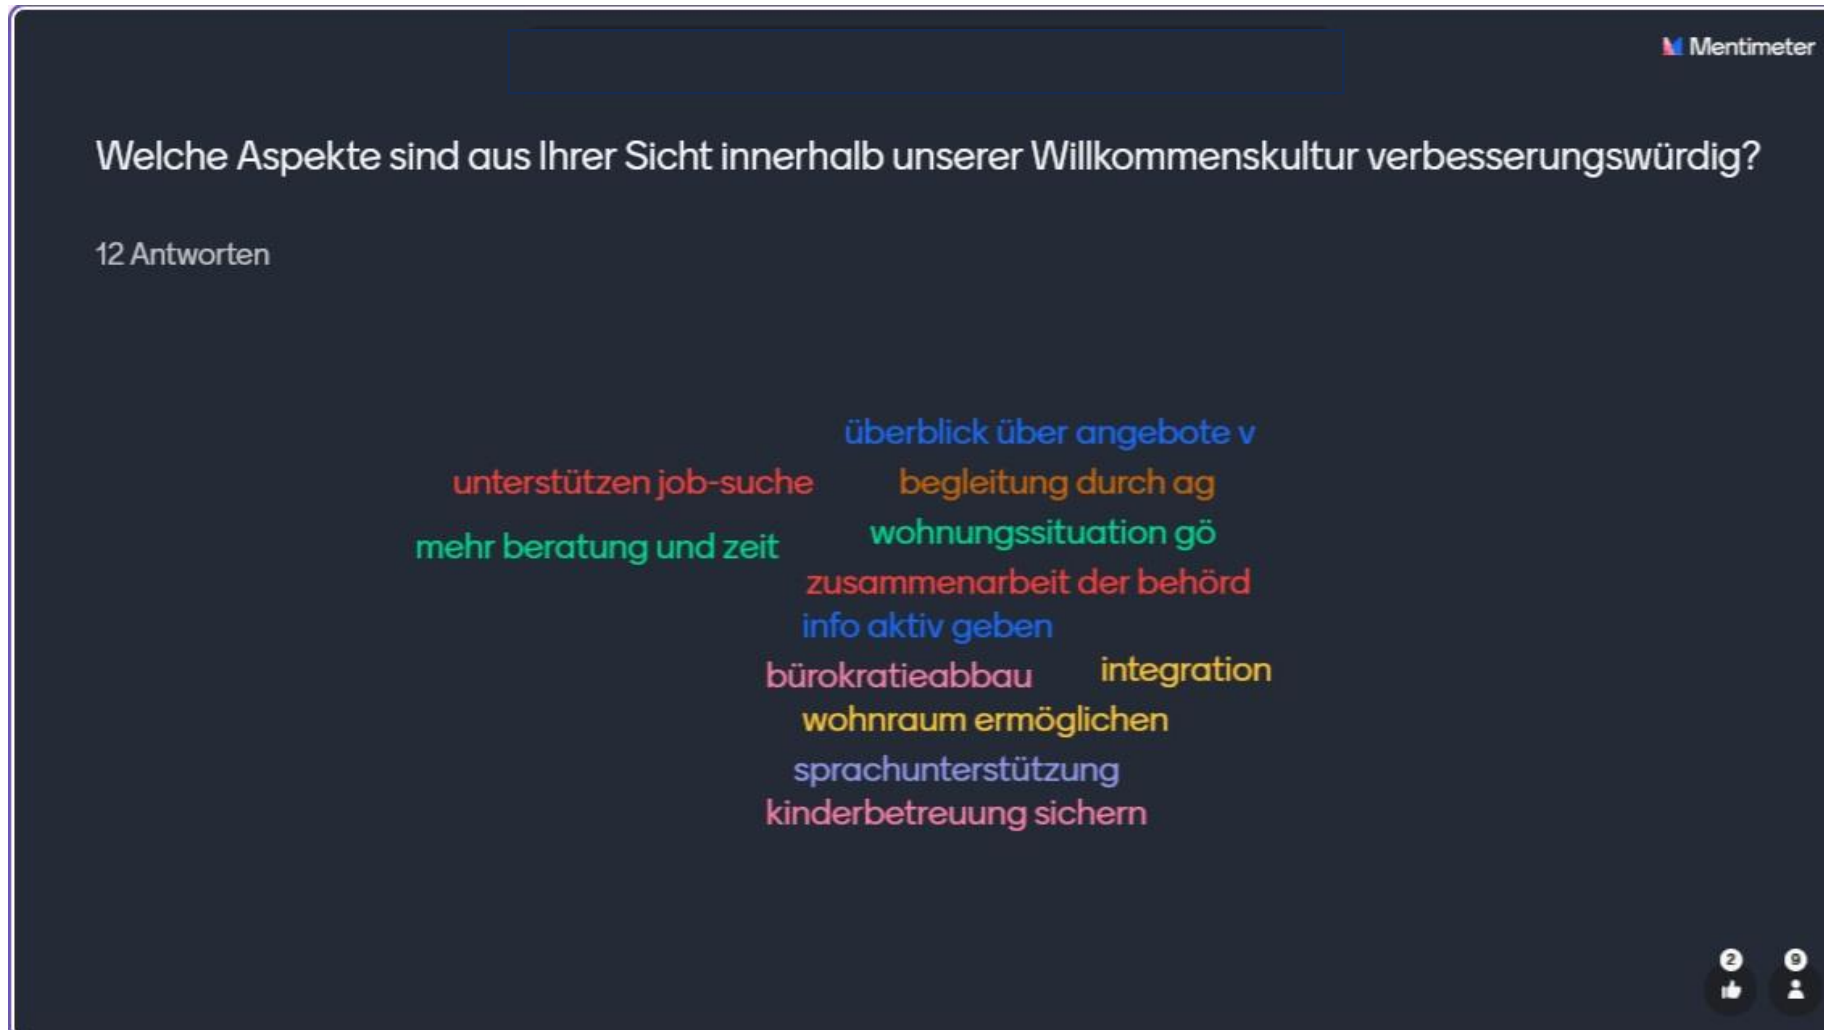 Mentimeter
Welche Aspekte sind aus Ihrer Sicht innerhalb unserer Willkommenskultur verbesserungswürdig?
12 Antworten
überblick über angebote v
unterstützen job-suche
begleitung durch ag
mehr beratung und zeit
wohnungssituation gö
zusammenarbeit der behörd
info aktiv geben
bürokratieabbau
integration
wohnraum ermöglichen
sprachunterstützung
kinderbetreuung sichern
2
9